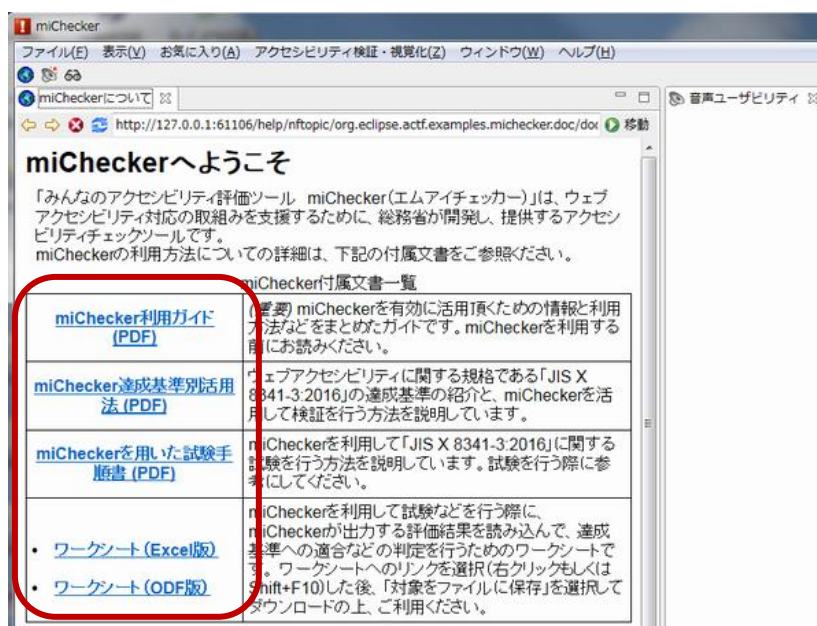 miChecker
ファイル(F) 表示(V) お気に入り(A) アクセシビリティ検証・視覚化(Z) ウィンドウ(W) ヘルプ(H)
miCheckerについて
音声ユーザビリティ
http://127.0.0.1:61106/help/nftopic/org.eclipse.actf.examples.michecker.doc/doc 移動
miCheckerへようこそ
「みんなのアクセシビリティ評価ツール miChecker(エムアイチェッカー)」は、ウェブ
アクセシビリティ対応の取組みを支援するために、総務省が開発し、提供するアクセシ
ビリティチェックツールです。
miCheckerの利用方法についての詳細は、下記の付属文書をご参照ください。
miChecker付属文書一覧
miChecker利用ガイド
(PDF)
(重要) miCheckerを有効に活用頂くための情報と利用
方法などをまとめたガイドです。miCheckerを利用する
前にお読みください。
miChecker達成基準別活用
法 (PDF)
ウェブアクセシビリティに関する規格である「JIS X
8341-3:2016」の達成基準の紹介と、miCheckerを活
用して検証を行う方法を説明しています。
miCheckerを用いた試験手
順書 (PDF)
miCheckerを利用して「JIS X 8341-3:2016」に関する
試験を行う方法を説明しています。試験を行う際に参
考にしてください。
• ワークシート(Excel版)
• ワークシート(ODF版)
miCheckerを利用して試験などを行う際に、
miCheckerが出力する評価結果を読み込んで、達成
基準への適合などの判定を行うためのワークシートで
す。ワークシートへのリンクを選択(右クリックもしくは
Shift+F10)した後、「対象をファイルに保存」を選択して
ダウンロードの上、ご利用ください。